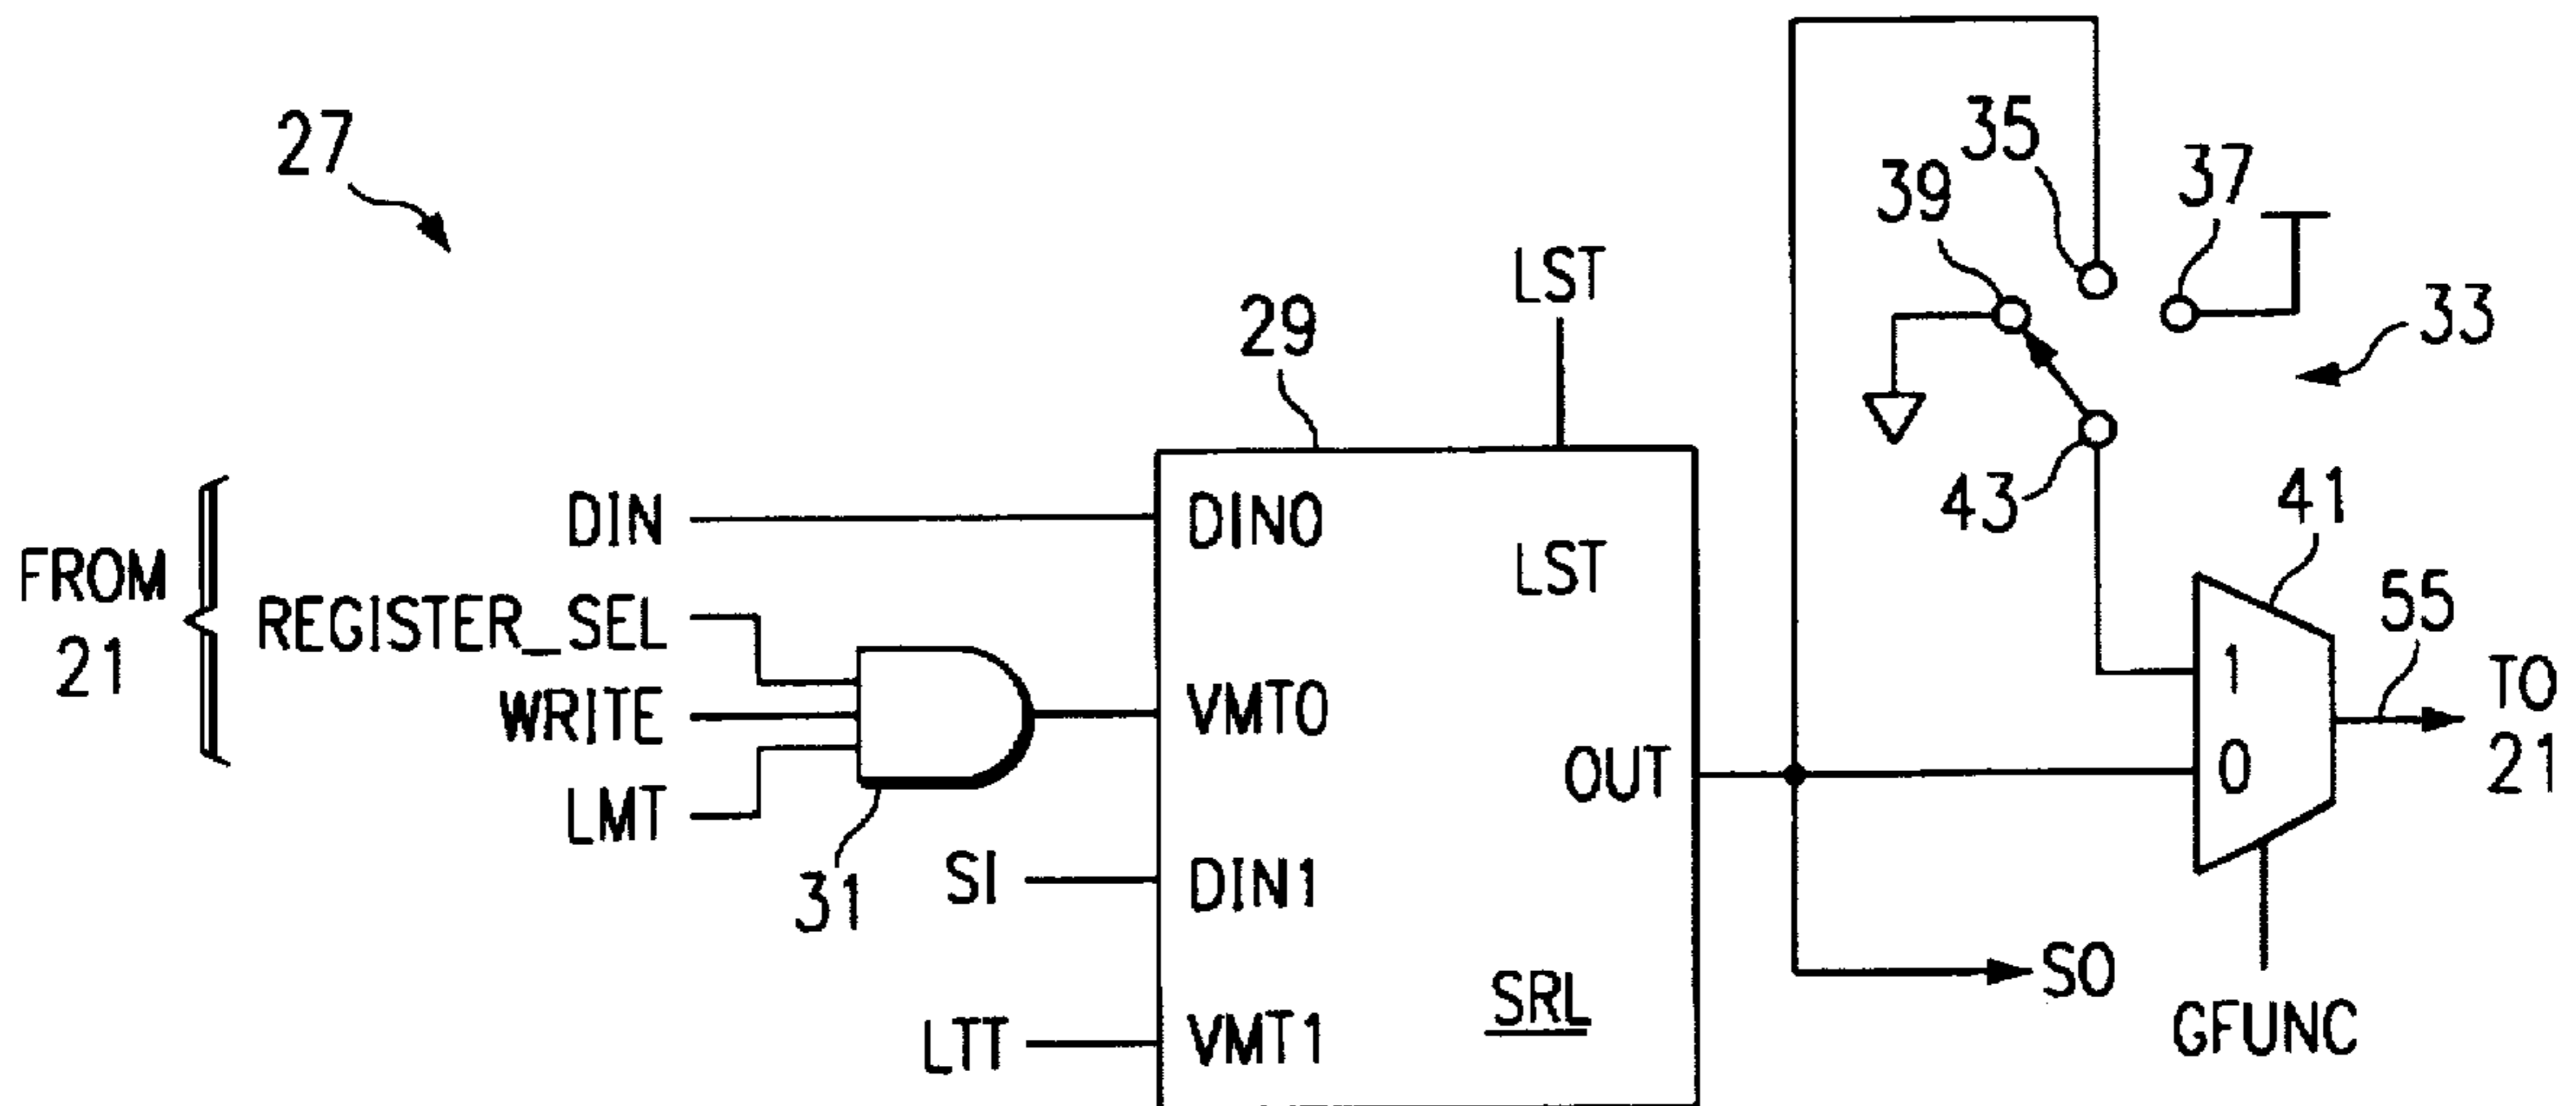 27
35
39
37
33
29
LST
43
41
55
FROM
21
DIN
REGISTER_SEL
WRITE
LMT
31
SI
LTT
DIN0
LST
VMT0
OUT
DIN1
SRL
VMT1
1
0
TO
21
SO
GFUNC